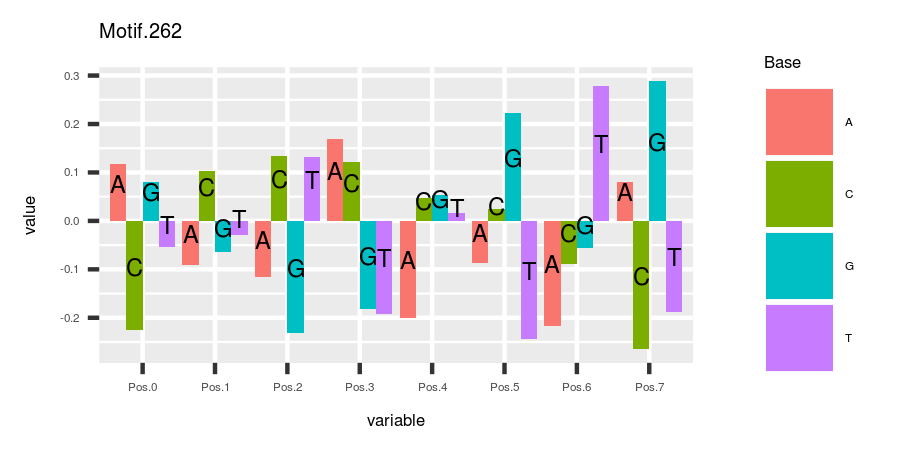 Motif.262
Base
0.3
0.2
0.1
0.0
-0.1
-0.2
value
A C G T
A C G T
A C G T
A C G T
A C G T
A C G T
A C G T
A C G T
Pos.0 Pos.1 Pos.2 Pos.3 Pos.4 Pos.5 Pos.6 Pos.7
variable
A
C
G
T